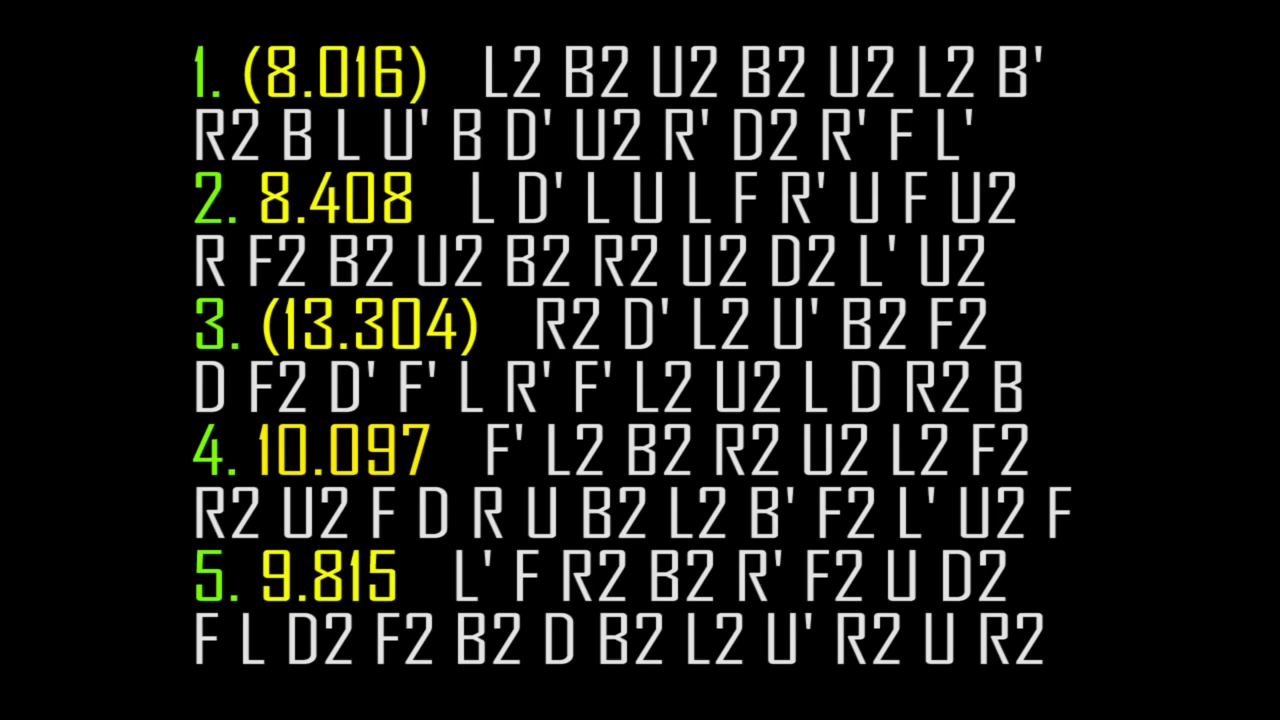 1. (8.016) L2 B2 U2 B2 U2 L2 B'
R2 B L U' B D' U2 R' D2 R' F L'
2. 8.408 L D' L U L F R' U F U2
R F2 B2 U2 B2 R2 U2 D2 L' U2
3. (13.304) R2 D' L2 U' B2 F2
D F2 D' F' L R' F' L2 U2 L D R2 B
4. 10.097 F' L2 B2 R2 U2 L2 F2
R2 U2 F D R U B2 L2 B' F2 L' U2 F
5. 9.815 L' F R2 B2 R' F2 U D2
F L D2 F2 B2 D B2 L2 U' R2 U R2